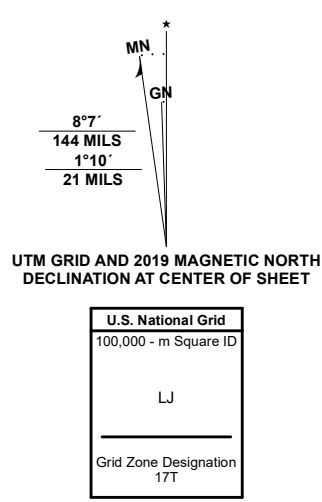 ★
MN
GN
8°7´
144 MILS
1°10´
21 MILS
UTM GRID AND 2019 MAGNETIC NORTH
DECLINATION AT CENTER OF SHEET
U.S. National Grid
100,000 - m Square ID
LJ
Grid Zone Designation
17T